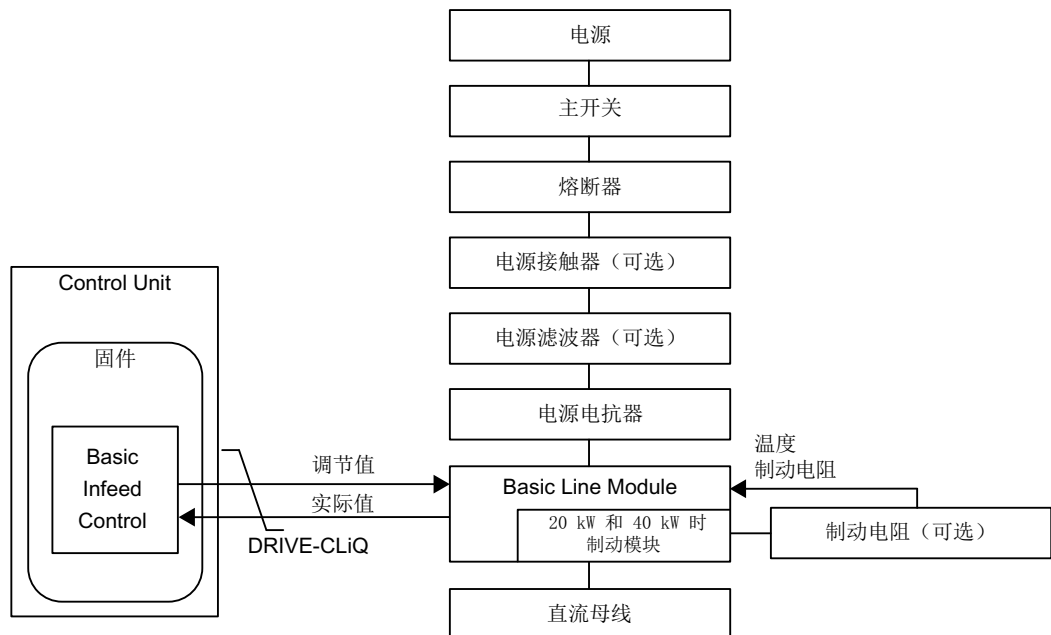 电源
主开关
熔断器
电源接触器（可选）
电源滤波器（可选）
电源电抗器
Control Unit
固件
Basic
Infeed
Control
调节值
实际值
DRIVE-CLiQ
Basic Line Module
20 kW 和 40 kW 时
制动模块
温度
制动电阻
制动电阻（可选）
直流母线